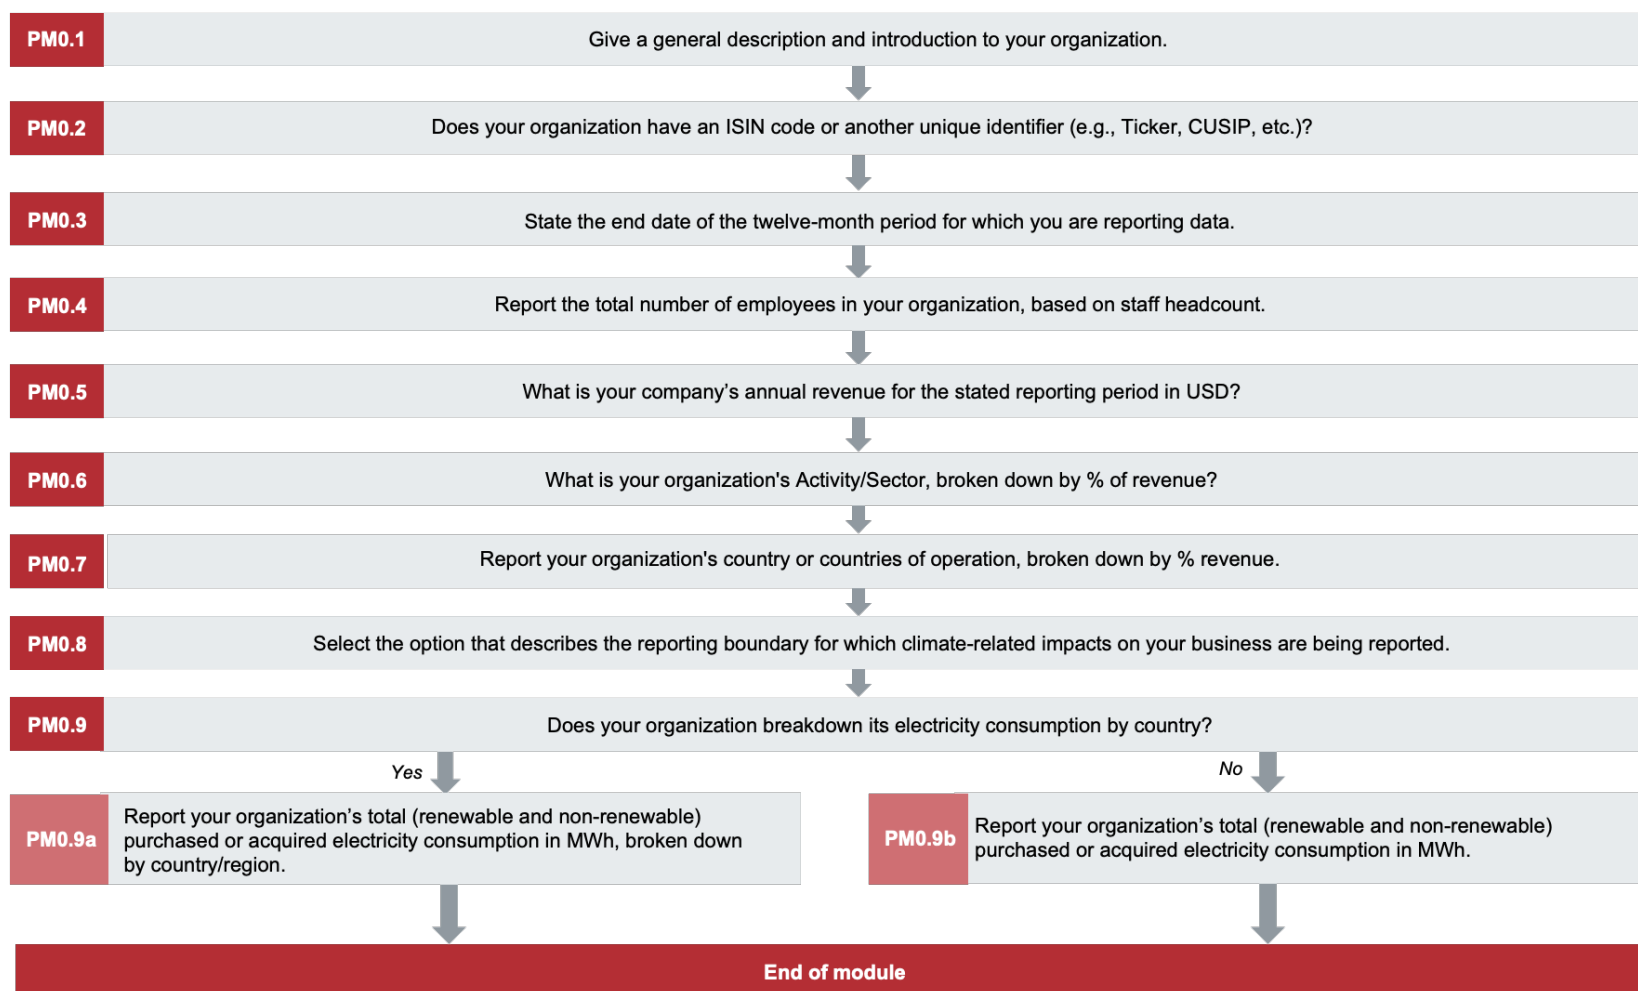 PM0.1
Give a general description and introduction to your organization.
PM0.2
Does your organization have an ISIN code or another unique identifier (e.g., Ticker, CUSIP, etc.)?
PM0.3
State the end date of the twelve-month period for which you are reporting data.
PM0.4
Report the total number of employees in your organization, based on staff headcount.
PM0.5
What is your company’s annual revenue for the stated reporting period in USD?
PM0.6
What is your organization's Activity/Sector, broken down by % of revenue?
PM0.7
Report your organization's country or countries of operation, broken down by % revenue.
PM0.8
Select the option that describes the reporting boundary for which climate-related impacts on your business are being reported.
PM0.9
Does your organization breakdown its electricity consumption by country?
Yes
No
PM0.9a
Report your organization’s total (renewable and non-renewable)
purchased or acquired electricity consumption in MWh, broken down
by country/region.
PM0.9b
Report your organization’s total (renewable and non-renewable)
purchased or acquired electricity consumption in MWh.
End of module